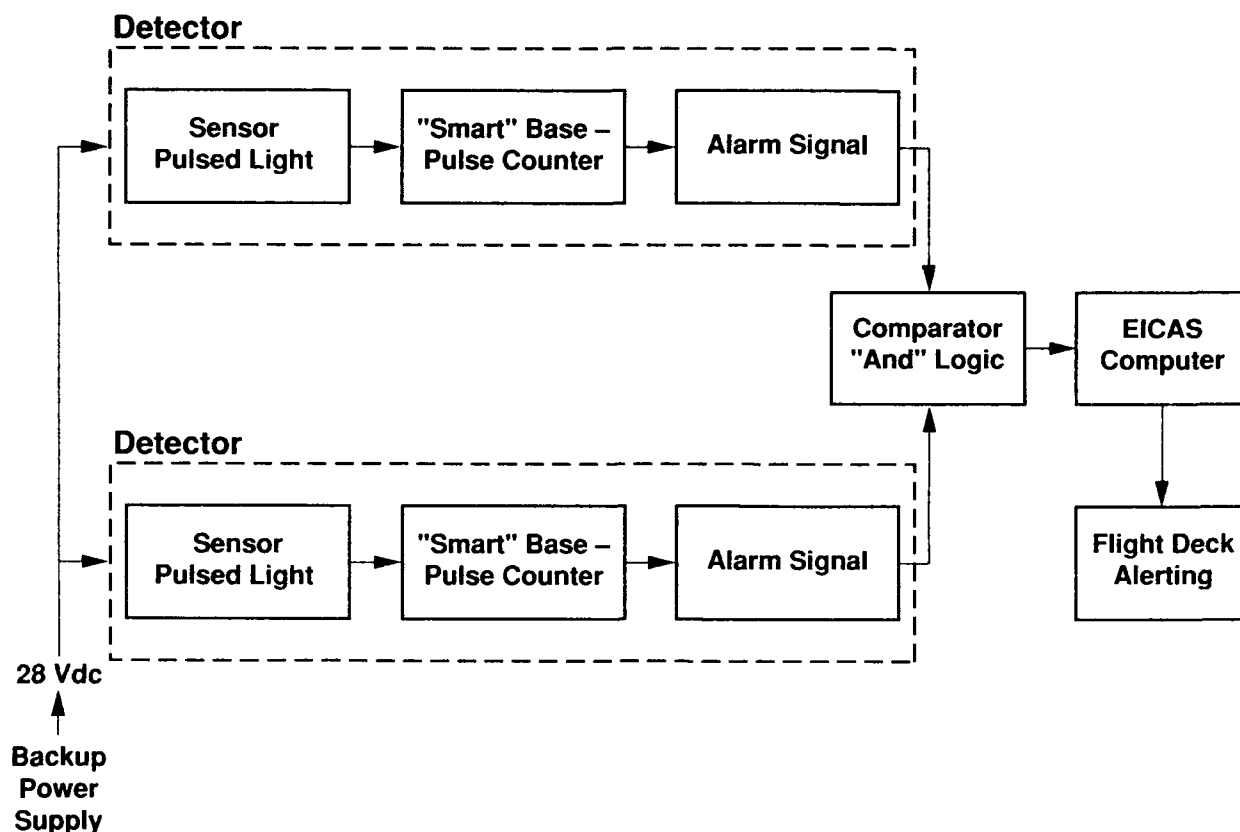 Detector
Sensor
Pulsed Light
"Smart" Base –
Pulse Counter
Alarm Signal
Comparator
"And" Logic
EICAS
Computer
Detector
Sensor
Pulsed Light
"Smart" Base –
Pulse Counter
Alarm Signal
Flight Deck
Alerting
28 Vdc
Backup
Power
Supply